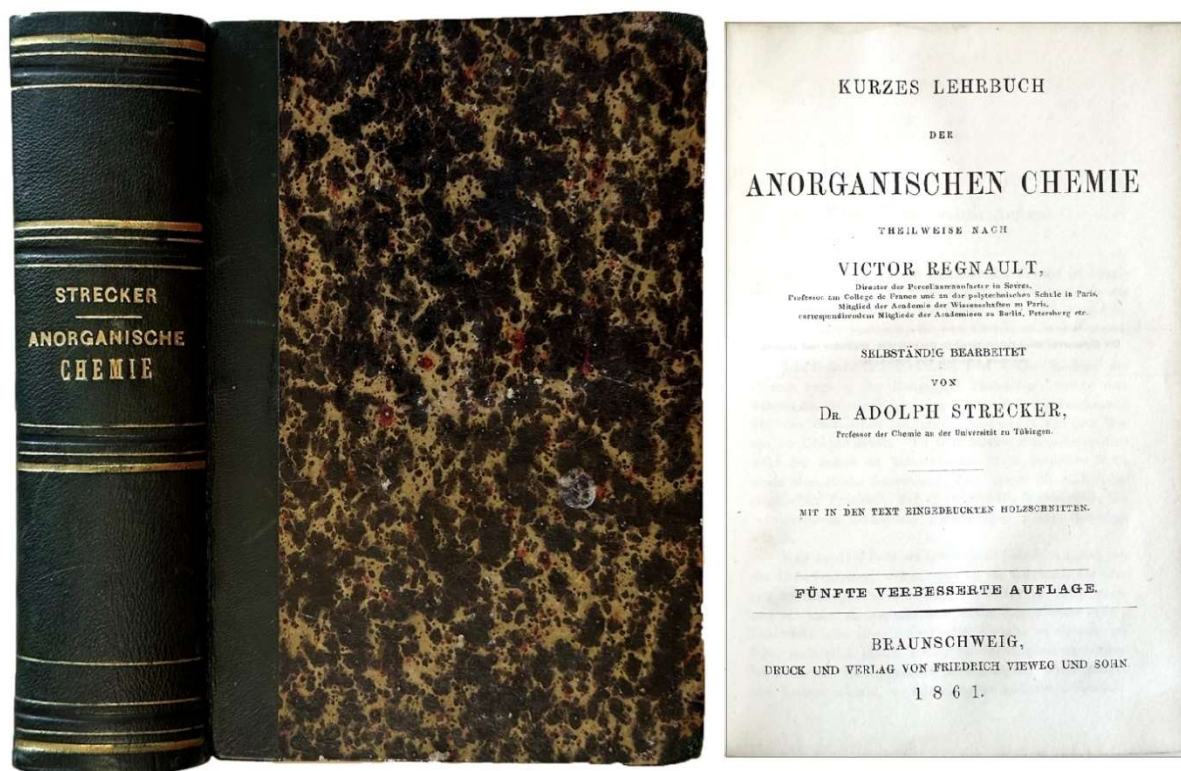 STRECKER
ANORGANISCHE
CHEMIE
KURZES LEHRBUCH
DER
ANORGANISCHEN CHEMIE
THEILWEISE NACH
VICTOR REGNAULT,
Director der Porcellanmanufactur in Sevres,
Professor am Collège de France und an der polytechnischen Schule in Paris,
Mitglied der Academie der Wissenschaften zu Paris,
correspondirendem Mitgliede der Academieen zu Berlin, Petersburg etc.
SELBSTÄNDIG BEARBEITET
VON
DR. ADOLPH STRECKER,
Professor der Chemie an der Universität zu Tübingen.
MIT IN DEN TEXT EINGEDRUCKTEN HOLZSCHNITTEN.
FÜNFTE VERBESSERTE AUFLAGE.
BRAUNSCHWEIG,
DRUCK UND VERLAG VON FRIEDRICH VIEWEG UND SOHN.
1861.